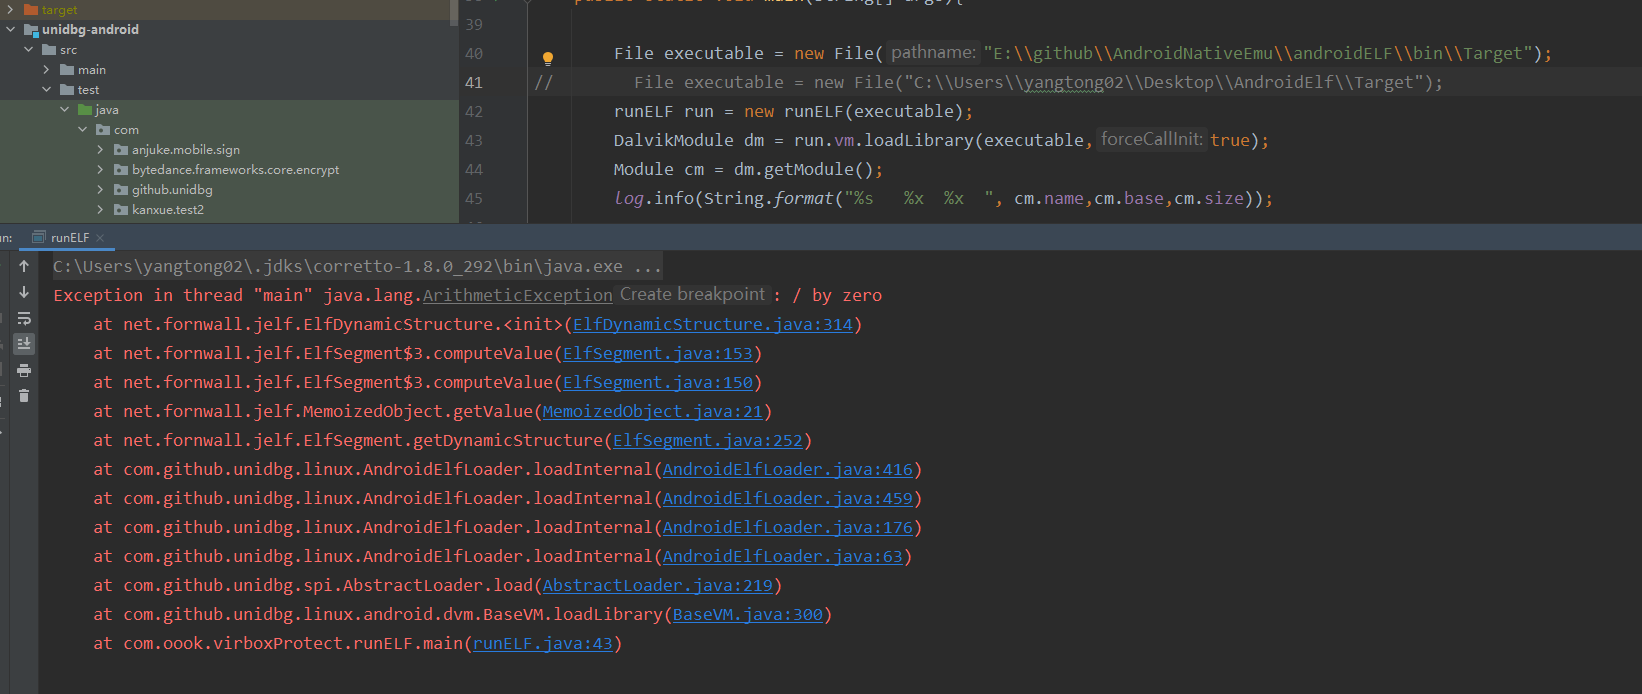 target
unidbg-android
src
main
test
java
com
anjuke.mobile.sign
bytedance.frameworks.core.encrypt
github.unidbg
kanxue.test2
39
40 File executable = new File( pathname: "E:\\github\\AndroidNativeEmu\\androidELF\\bin\\Target");
41 // File executable = new File("C:\\Users\\yangtong02\\Desktop\\AndroidElf\\Target");
42 runELF run = new runELF(executable);
43 DalvikModule dm = run.vm.loadLibrary(executable, forceCallInit: true);
44 Module cm = dm.getModule();
45 log.info(String.format("%s %x %x ", cm.name,cm.base,cm.size));
un: runELF
C:\Users\yangtong02\.jdks\corretto-1.8.0_292\bin\java.exe ...
Exception in thread "main" java.lang.ArithmeticException Create breakpoint : / by zero
at net.fornwall.jelf.ElfDynamicStructure.<init>(ElfDynamicStructure.java:314)
at net.fornwall.jelf.ElfSegment$3.computeValue(ElfSegment.java:153)
at net.fornwall.jelf.ElfSegment$3.computeValue(ElfSegment.java:150)
at net.fornwall.jelf.MemoizedObject.getValue(MemoizedObject.java:21)
at net.fornwall.jelf.ElfSegment.getDynamicStructure(ElfSegment.java:252)
at com.github.unidbg.linux.AndroidElfLoader.loadInternal(AndroidElfLoader.java:416)
at com.github.unidbg.linux.AndroidElfLoader.loadInternal(AndroidElfLoader.java:459)
at com.github.unidbg.linux.AndroidElfLoader.loadInternal(AndroidElfLoader.java:176)
at com.github.unidbg.linux.AndroidElfLoader.loadInternal(AndroidElfLoader.java:63)
at com.github.unidbg.spi.AbstractLoader.load(AbstractLoader.java:219)
at com.github.unidbg.linux.android.dvm.BaseVM.loadLibrary(BaseVM.java:300)
at com.oook.virboxProtect.runELF.main(runELF.java:43)